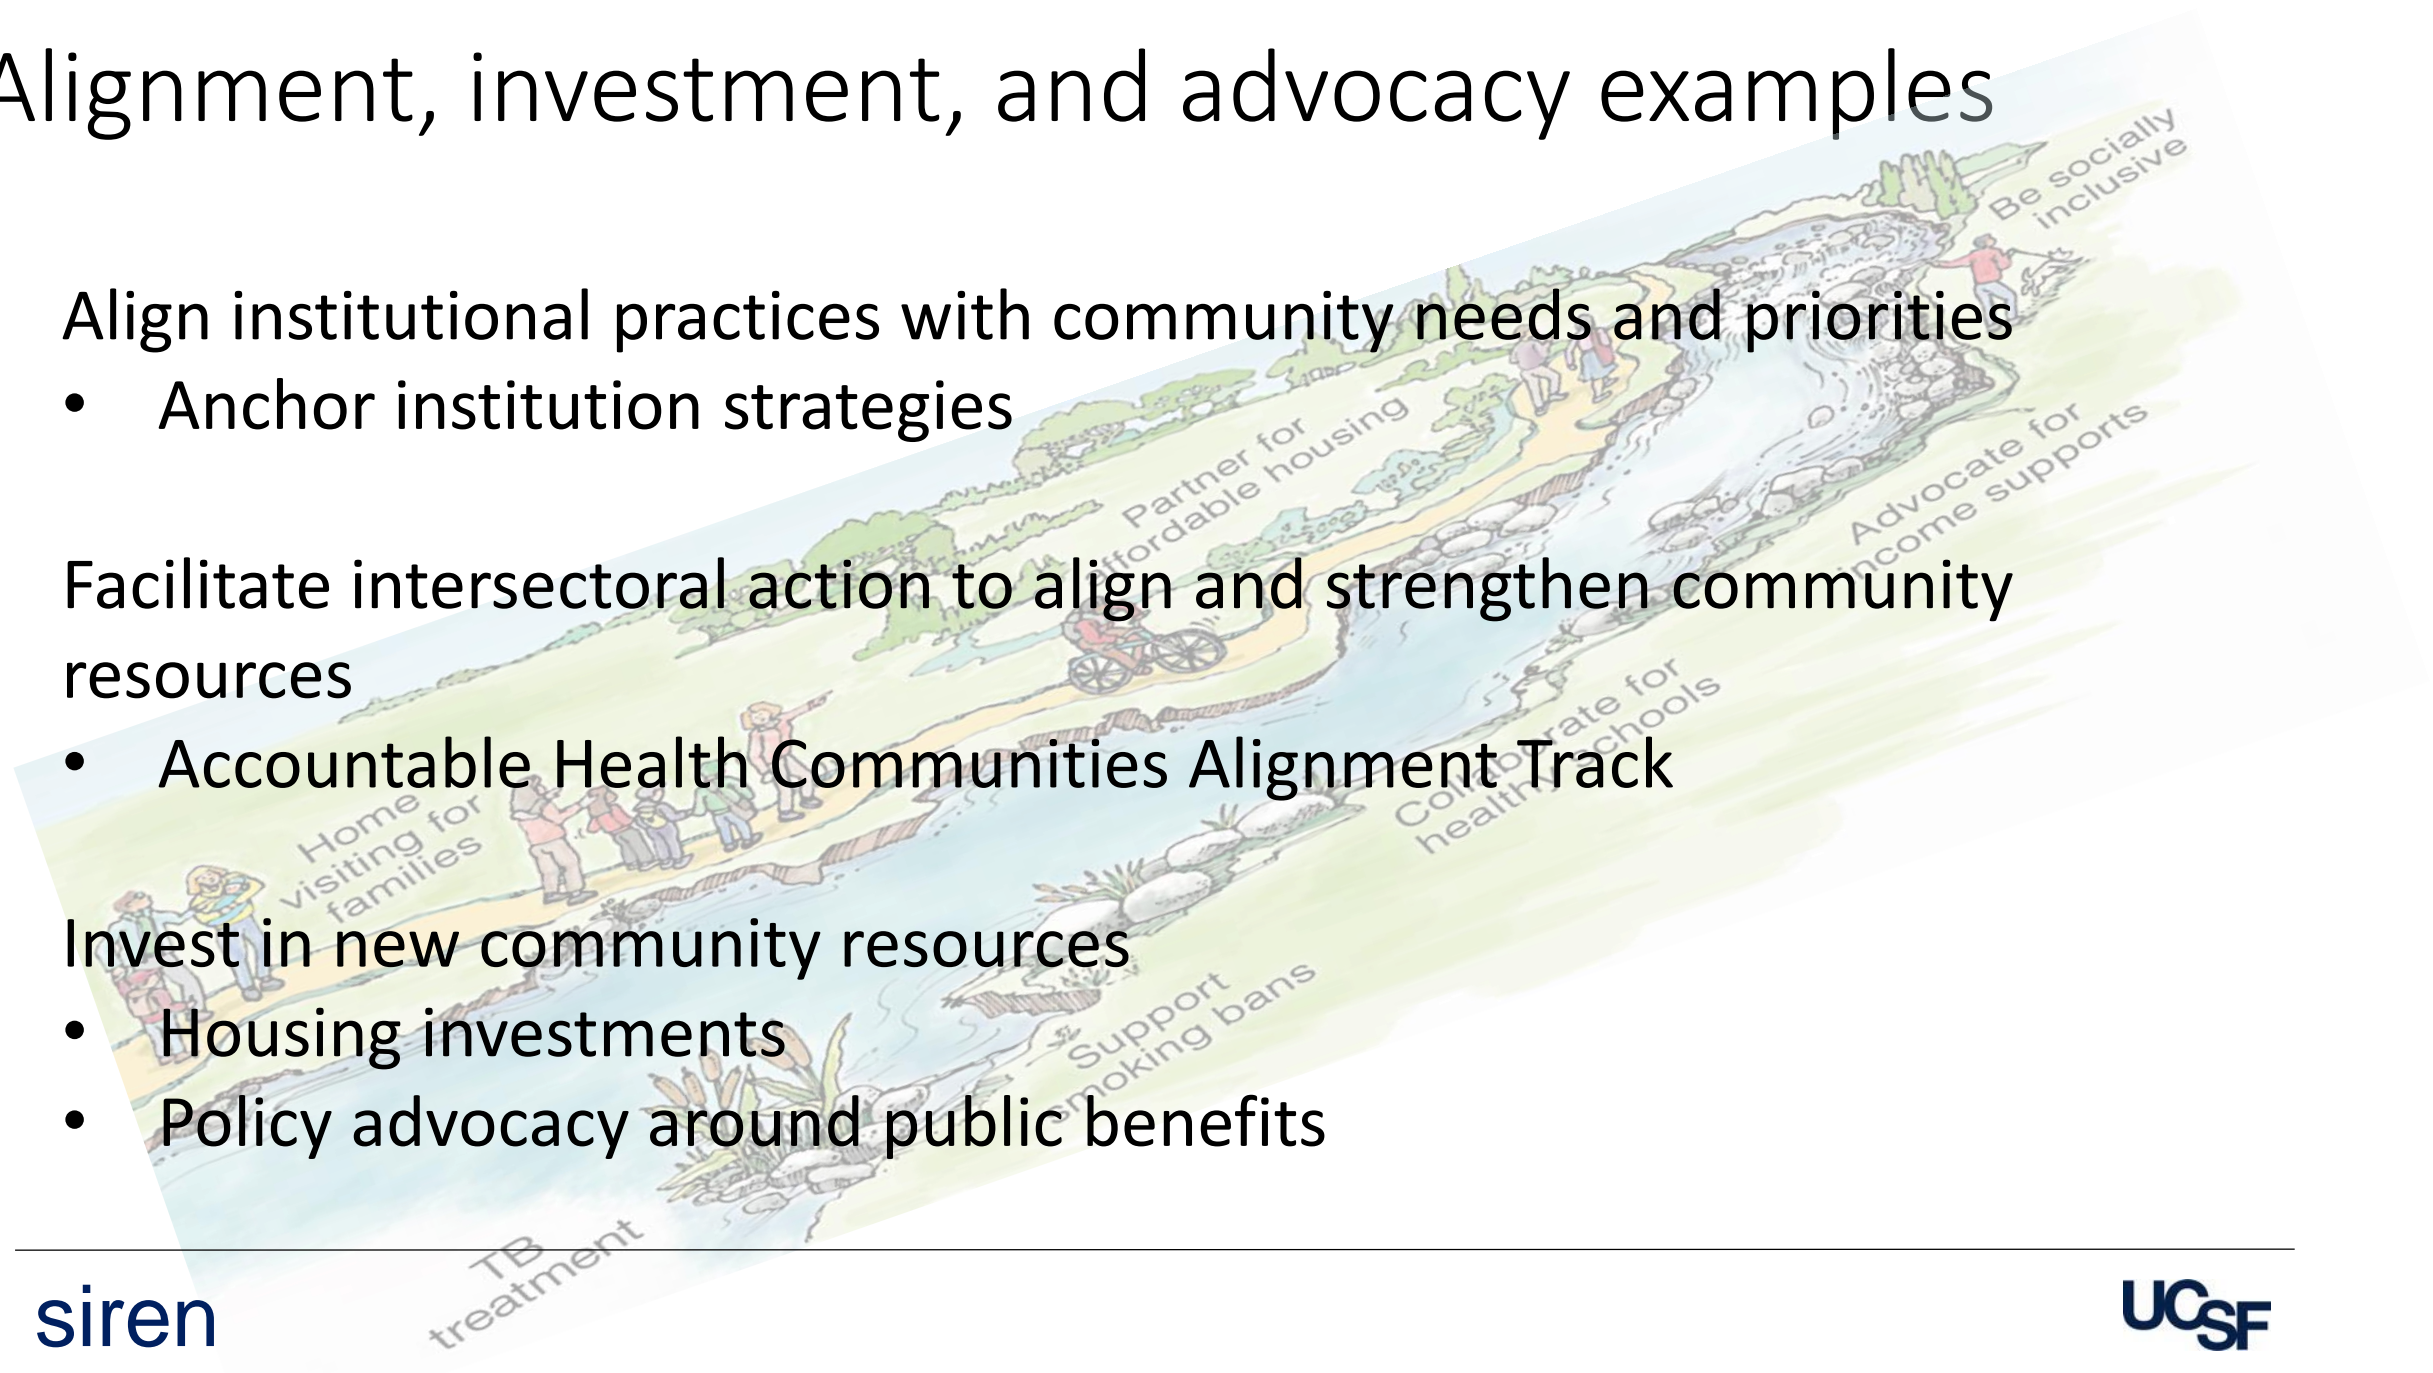 Alignment, investment, and advocacy examples
Be socially
inclusive
Align institutional practices with community needs and priorities
• Anchor institution strategies
Partner for
affordable housing
Advocate for
income supports
Facilitate intersectoral action to align and strengthen community
resources
• Accountable Health Communities Alignment Track
Collaborate for
healthy schools
Home
visiting for
families
Invest in new community resources
• Housing investments
• Policy advocacy around public benefits
Support
smoking bans
TB
treatment
siren
UCSF